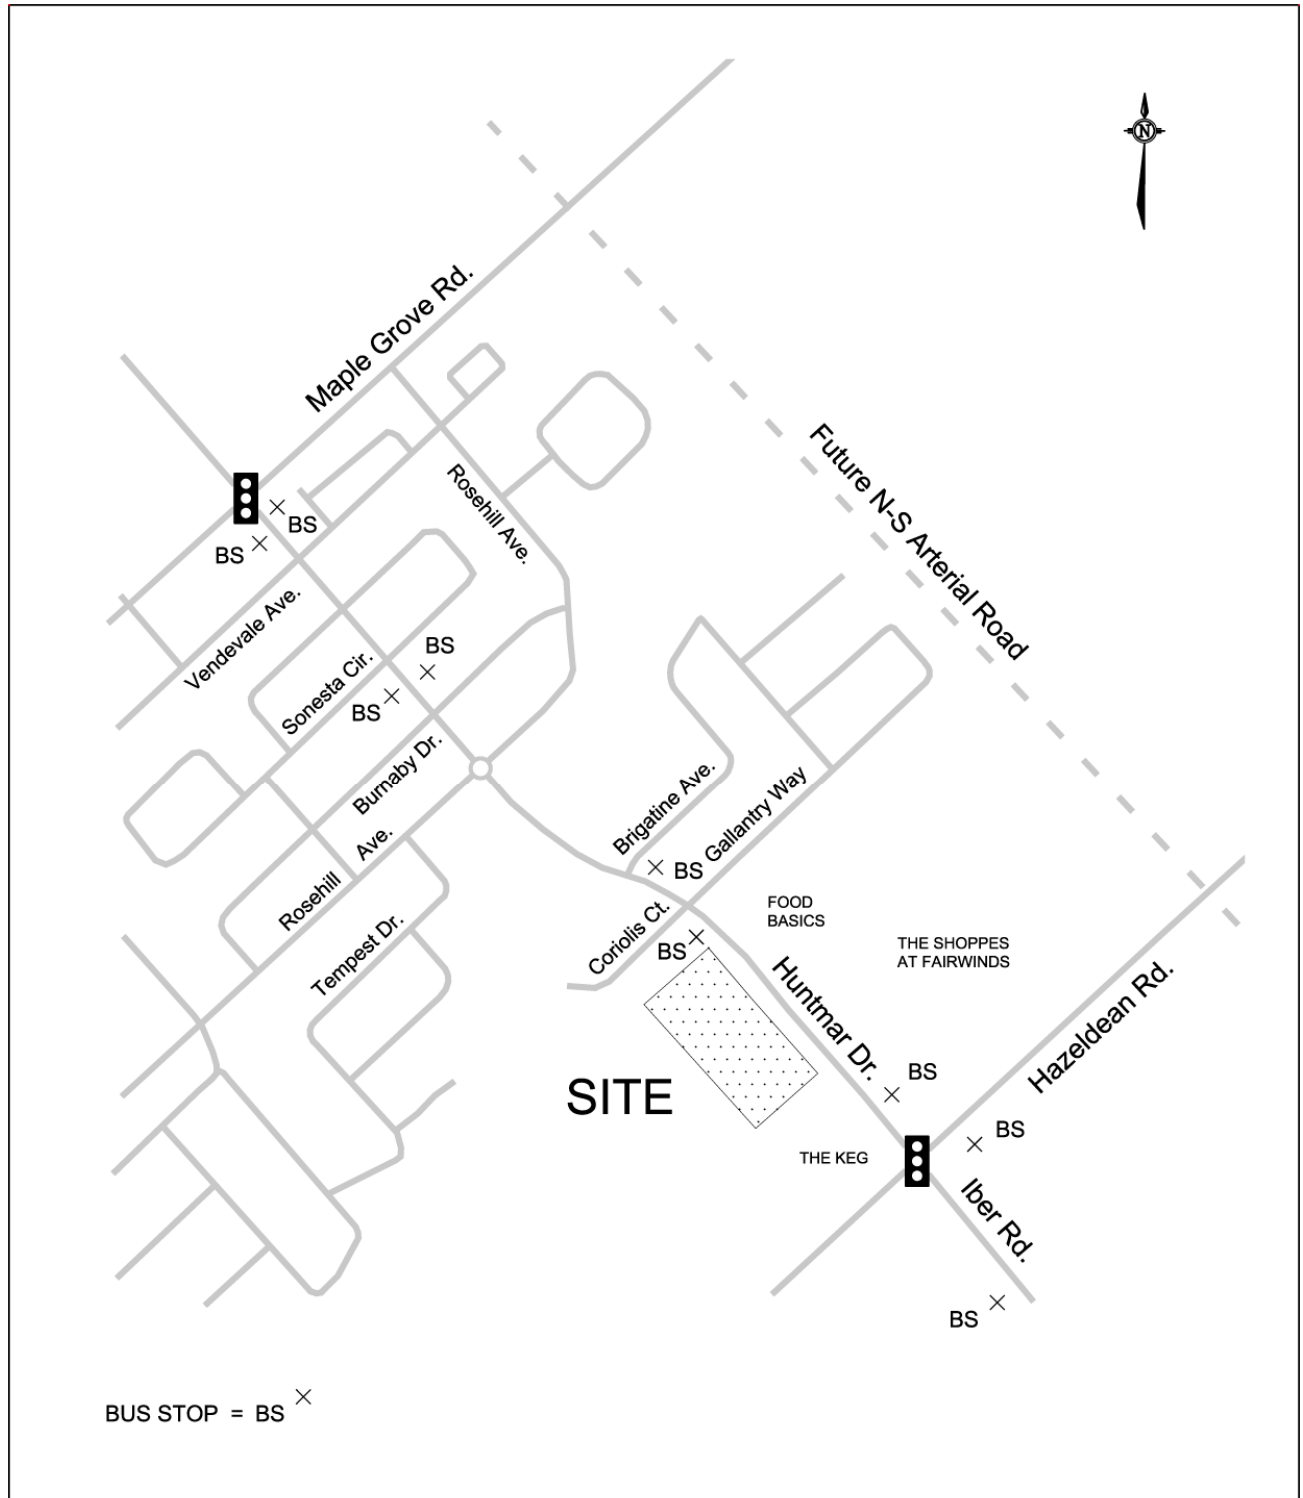 N
Maple Grove Rd.
Future N-S Arterial Road
Rosehill Ave.
BS
BS
Vendevale Ave.
BS
Sonesta Cir.
BS
Burnaby Dr.
Brigatine Ave.
Gallantry Way
BS
Rosehill
Ave.
Coriolis Ct.
FOOD
BASICS
Tempest Dr.
BS
THE SHOPPES
AT FAIRWINDS
Huntmar Dr.
Hazeldean Rd.
SITE
BS
BS
THE KEG
Iber Rd.
BS
BUS STOP = BS